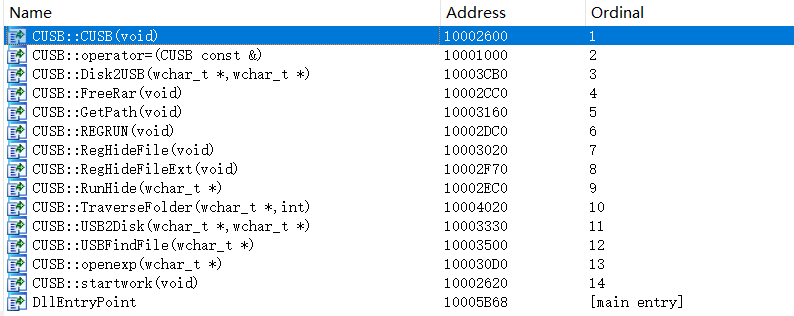 Name Address Ordinal
CUSB::CUSB(void) 10002600 1
CUSB::operator=(CUSB const &) 10001000 2
CUSB::Disk2USB(wchar_t *,wchar_t *) 10003CB0 3
CUSB::FreeRar(void) 10002CC0 4
CUSB::GetPath(void) 10003160 5
CUSB::REGRUN(void) 10002DC0 6
CUSB::RegHideFile(void) 10003020 7
CUSB::RegHideFileExt(void) 10002F70 8
CUSB::RunHide(wchar_t *) 10002EC0 9
CUSB::TraverseFolder(wchar_t *,int) 10004020 10
CUSB::USB2Disk(wchar_t *,wchar_t *) 10003330 11
CUSB::USBFindFile(wchar_t *) 10003500 12
CUSB::openexp(wchar_t *) 100030D0 13
CUSB::startwork(void) 10002620 14
DllEntryPoint 10005B68 [main entry]